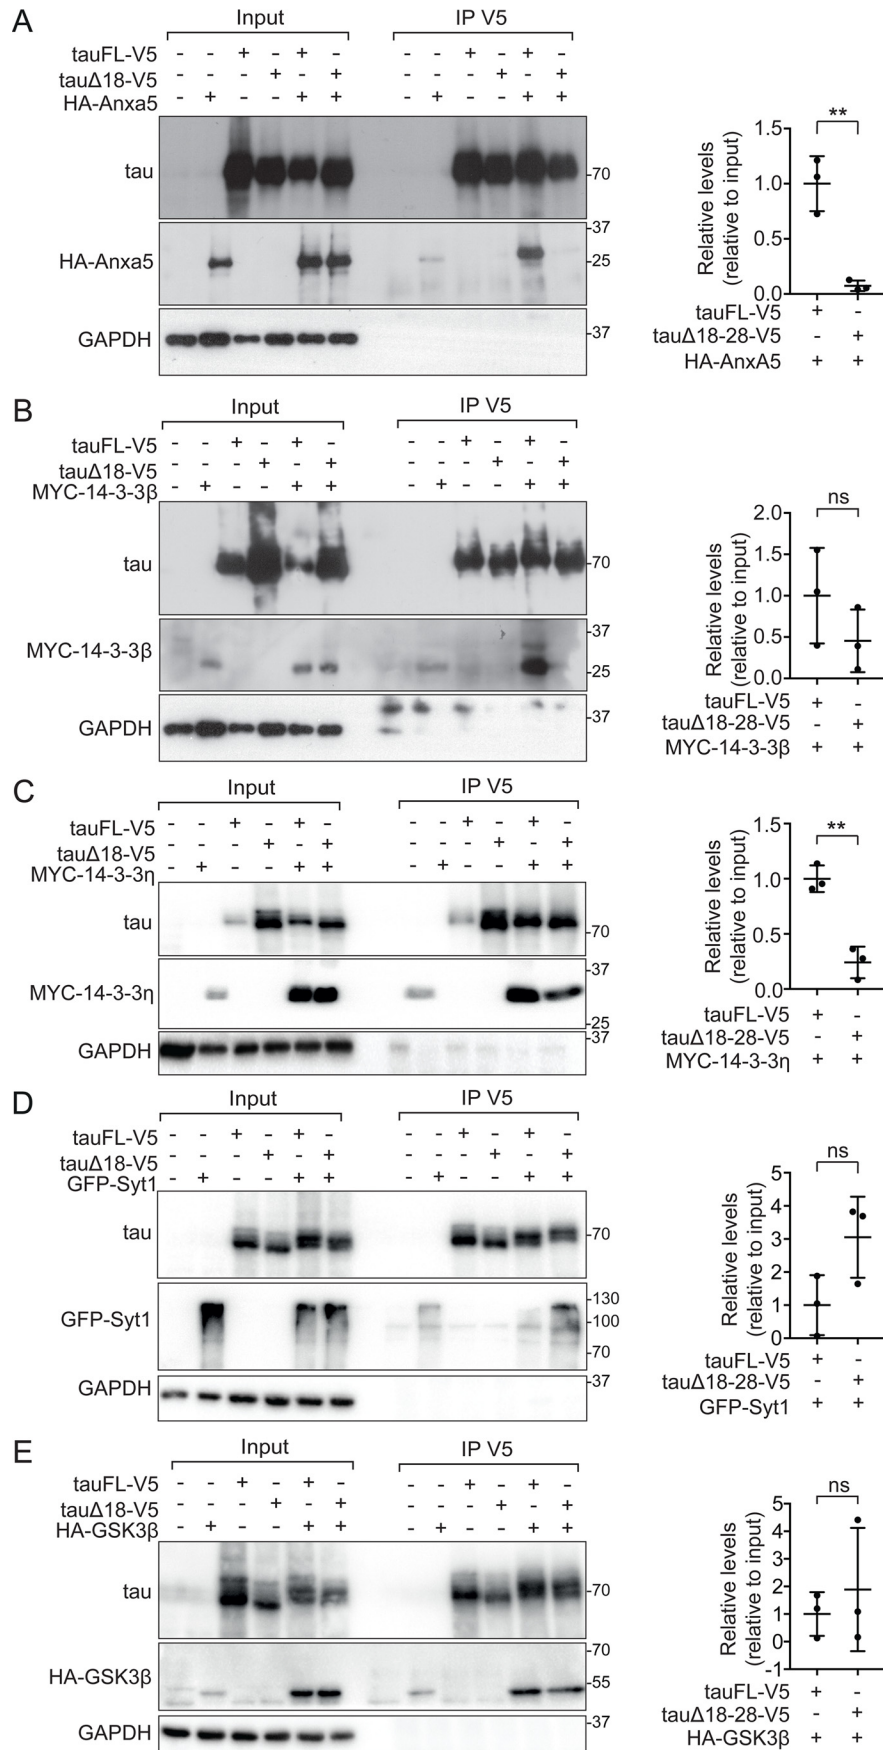 A
Input IP V5
tauFL-V5 - - + - + - - - + - + -
tauΔ18-V5 - - - + - + - - - + - +
HA-Anxa5 - + - - + + - + - - + +
tau
-70
HA-Anxa5
-37
-25
GAPDH
-37
**
Relative levels
(relative to input)
1.5
1.0
0.5
0.0
tauFL-V5 + -
tauΔ18-28-V5 - +
HA-AnxA5 + +
B
Input IP V5
tauFL-V5 - - + - + - - - + - + -
tauΔ18-V5 - - - + - + - - - + - +
MYC-14-3-3β - + - - + + - + - - + +
tau
-70
MYC-14-3-3β
-37
-25
GAPDH
-37
ns
Relative levels
(relative to input)
2.0
1.5
1.0
0.5
0.0
tauFL-V5 + -
tauΔ18-28-V5 - +
MYC-14-3-3β + +
C
Input IP V5
tauFL-V5 - - + - + - - - + - + -
tauΔ18-V5 - - - + - + - - - + - +
MYC-14-3-3η - + - - + + - + - - + +
tau
-70
MYC-14-3-3η
-37
-25
GAPDH
-37
**
Relative levels
(relative to input)
1.5
1.0
0.5
0.0
tauFL-V5 + -
tauΔ18-28-V5 - +
MYC-14-3-3η + +
D
Input IP V5
tauFL-V5 - - + - + - - - + - + -
tauΔ18-V5 - - - + - + - - - + - +
GFP-Syt1 - + - - + + - + - - + +
tau
-70
GFP-Syt1
-130
-100
-70
GAPDH
-37
ns
Relative levels
(relative to input)
5
4
3
2
1
0
tauFL-V5 + -
tauΔ18-28-V5 - +
GFP-Syt1 + +
E
Input IP V5
tauFL-V5 - - + - + - - - + - + -
tauΔ18-V5 - - - + - + - - - + - +
HA-GSK3β - + - - + + - + - - + +
tau
-70
HA-GSK3β
-70
-55
GAPDH
-37
ns
Relative levels
(relative to input)
5
4
3
2
1
0
-1
tauFL-V5 + -
tauΔ18-28-V5 - +
HA-GSK3β + +